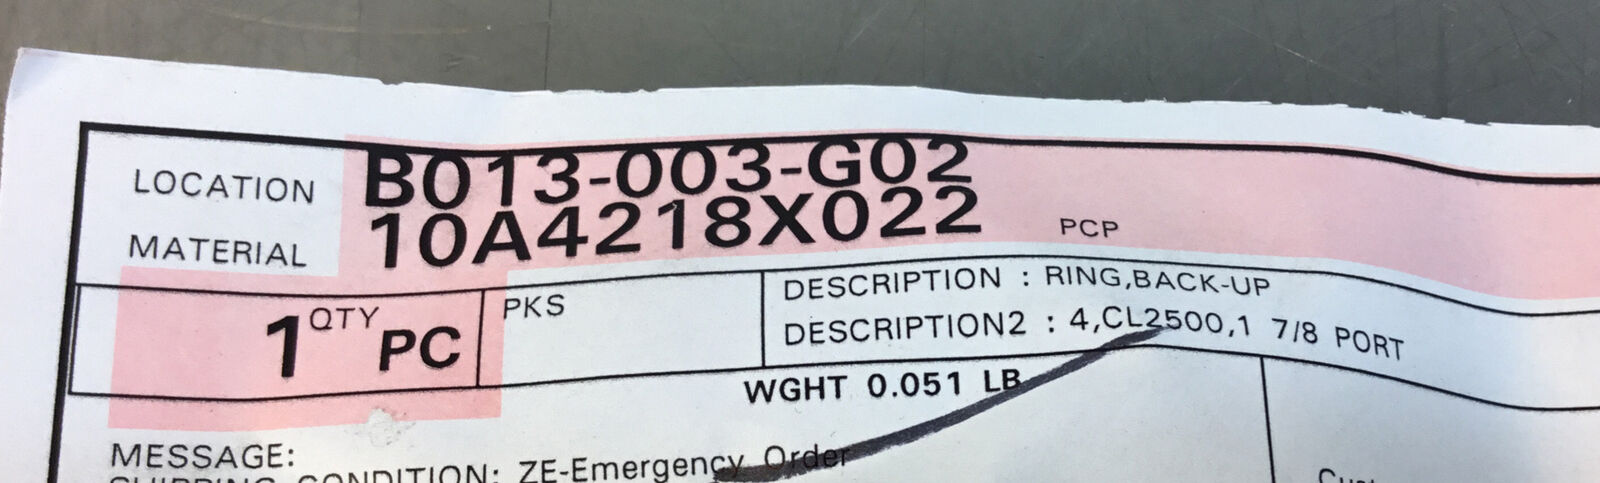 LOCATION B013-003-G02
MATERIAL 10A4218X022 PCP
1 QTY PC PKS
DESCRIPTION : RING,BACK-UP
DESCRIPTION2 : 4,CL2500,1 7/8 PORT
WGHT 0.051 LB
MESSAGE:
SHIPPING CONDITION: ZE-Emergency Order